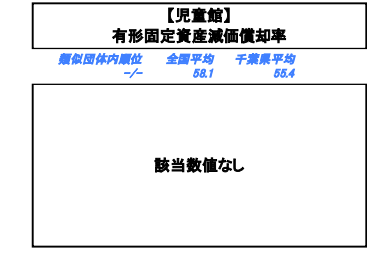 【児童館】
有形固定資産減価償却率
類似団体内順位 全国平均 千葉県平均
-/- 58.1 55.4
該当数値なし